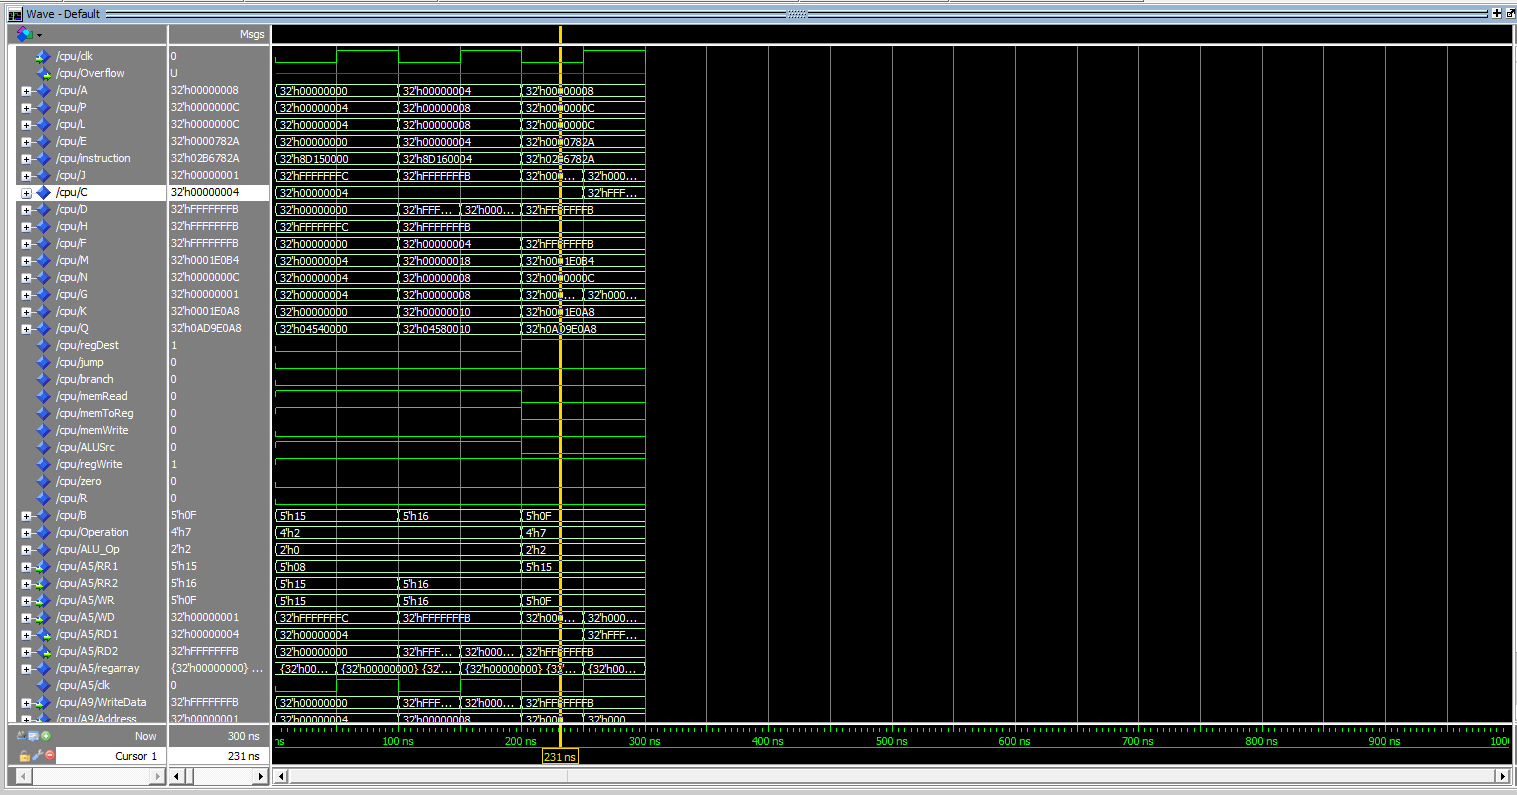 Wave - Default
Msgs
/cpu/clk 0
/cpu/Overflow U
/cpu/A 32'h00000008 32'h00000000 32'h00000004 32'h00000008
/cpu/P 32'h0000000C 32'h00000004 32'h00000008 32'h0000000C
/cpu/L 32'h0000000C 32'h00000004 32'h00000008 32'h0000000C
/cpu/E 32'h0000782A 32'h00000000 32'h00000004 32'h0000782A
/cpu/instruction 32'h02B6782A 32'h8D150000 32'h8D160004 32'h02B6782A
/cpu/J 32'h00000001 32'hFFFFFFFC 32'hFFFFFFFB 32'h000... 32'h000...
/cpu/C 32'h00000004 32'h00000004 32'hFFF...
/cpu/D 32'hFFFFFFFB 32'h00000000 32'hFFF... 32'h000... 32'hFFFFFFFB
/cpu/H 32'hFFFFFFFB 32'hFFFFFFFC 32'hFFFFFFFB
/cpu/F 32'hFFFFFFFB 32'h00000000 32'h00000004 32'hFFFFFFFB
/cpu/M 32'h0001E0B4 32'h00000004 32'h00000018 32'h0001E0B4
/cpu/N 32'h0000000C 32'h00000004 32'h00000008 32'h0000000C
/cpu/G 32'h00000001 32'h00000004 32'h00000008 32'h000... 32'h000...
/cpu/K 32'h0001E0A8 32'h00000000 32'h00000010 32'h0001E0A8
/cpu/Q 32'h0AD9E0A8 32'h04540000 32'h04580010 32'h0AD9E0A8
/cpu/regDest 1
/cpu/jump 0
/cpu/branch 0
/cpu/memRead 0
/cpu/memToReg 0
/cpu/memWrite 0
/cpu/ALUSrc 0
/cpu/regWrite 1
/cpu/zero 0
/cpu/R 0
/cpu/B 5'h0F 5'h15 5'h16 5'h0F
/cpu/Operation 4'h7 4'h2 4'h7
/cpu/ALU_Op 2'h2 2'h0 2'h2
/cpu/A5/RR1 5'h15 5'h08 5'h15
/cpu/A5/RR2 5'h16 5'h15 5'h16
/cpu/A5/WR 5'h0F 5'h15 5'h16 5'h0F
/cpu/A5/WD 32'h00000001 32'hFFFFFFFC 32'hFFFFFFFB 32'h000... 32'h000...
/cpu/A5/RD1 32'h00000004 32'h00000004 32'hFFF...
/cpu/A5/RD2 32'hFFFFFFFB 32'h00000000 32'hFFF... 32'h000... 32'hFFFFFFFB
/cpu/A5/regarray {32'h00000000} ... {32'h00... {32'h00000000} {32'... {32'h00000000} {32'... {32'h00...
/cpu/A5/clk 0
/cpu/A9/WriteData 32'hFFFFFFFB 32'h00000000 32'hFFF... 32'h000... 32'hFFFFFFFB
/cpu/A9/Address 32'h00000001 32'h00000004 32'h00000008 32'h000 32'h000
Now 300 ns ns 100 ns 200 ns 300 ns 400 ns 500 ns 600 ns 700 ns 800 ns 900 ns 100
Cursor 1 231 ns 231 ns